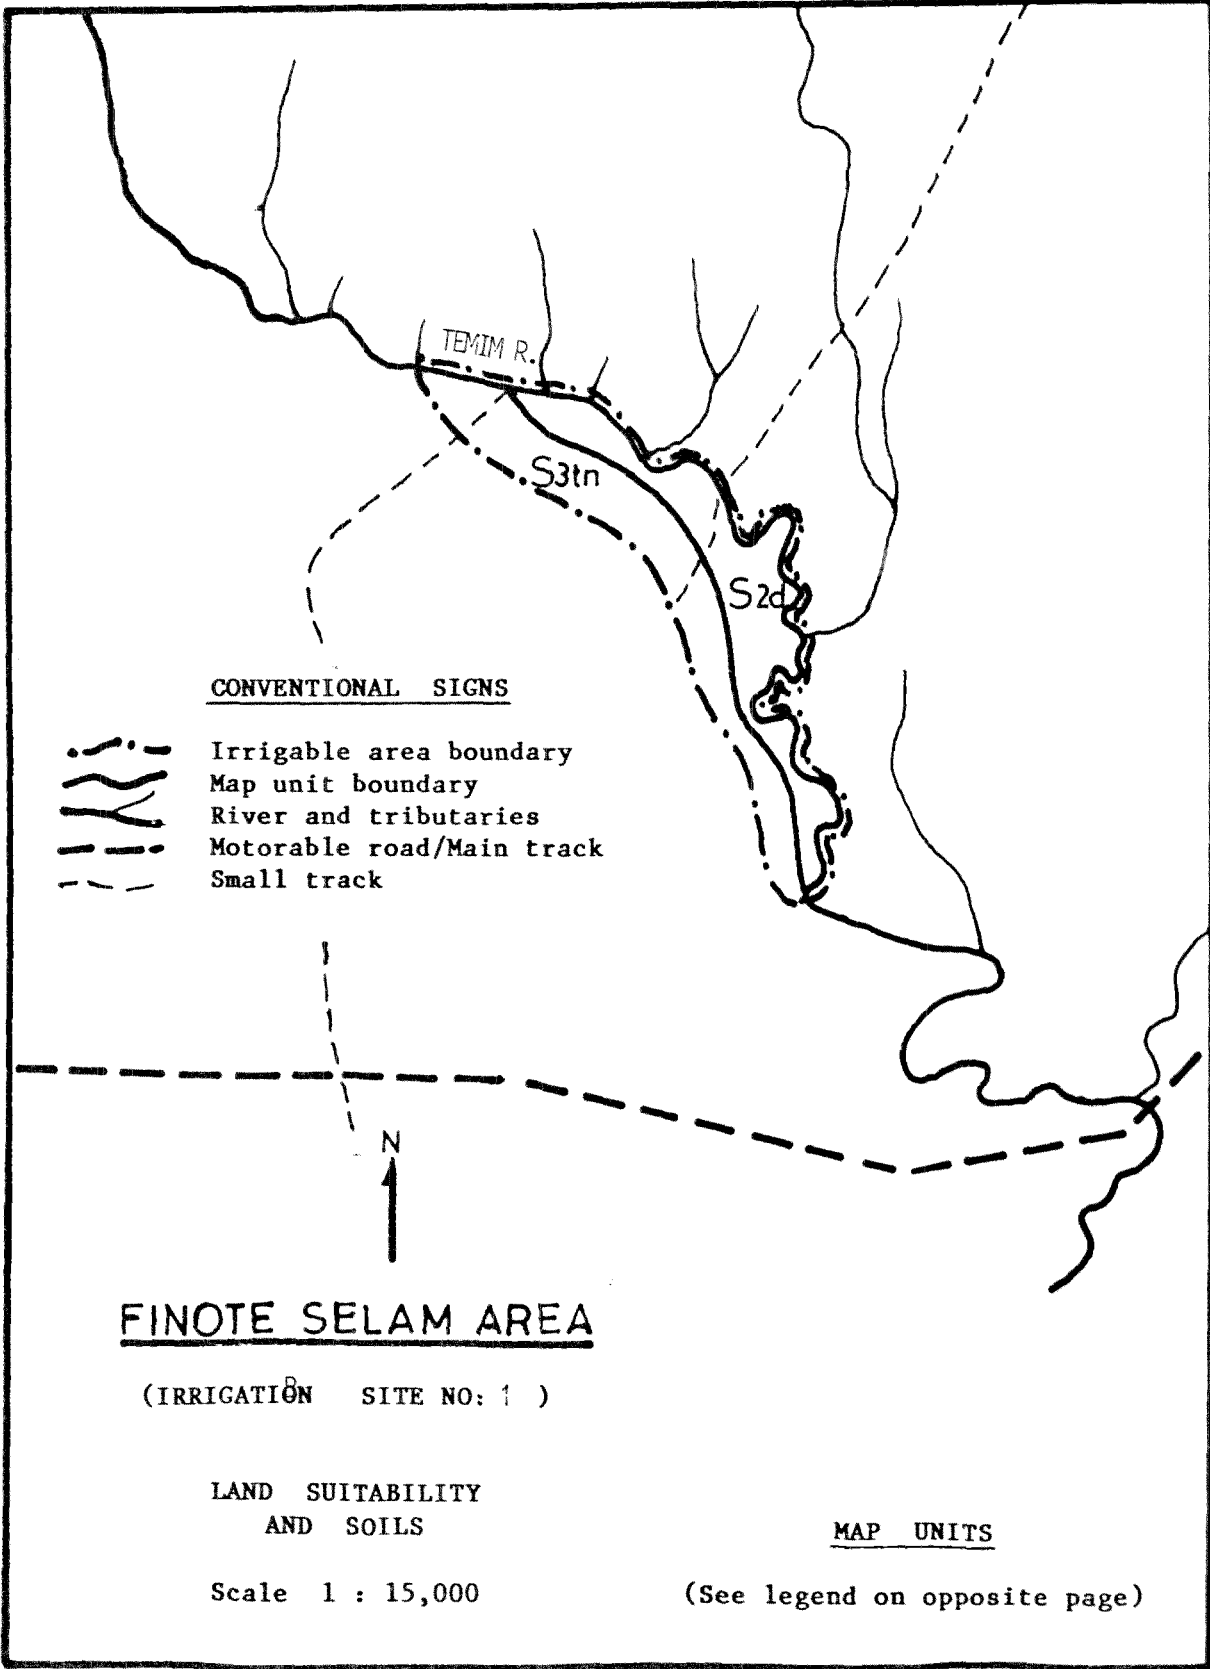 TEMIM R.
S3tn
S2d
CONVENTIONAL SIGNS
Irrigable area boundary
Map unit boundary
River and tributaries
Motorable road/Main track
Small track
N
FINOTE SELAM AREA
(IRRIGATION SITE NO: 1 )
LAND SUITABILITY
AND SOILS
Scale 1 : 15,000
MAP UNITS
(See legend on opposite page)